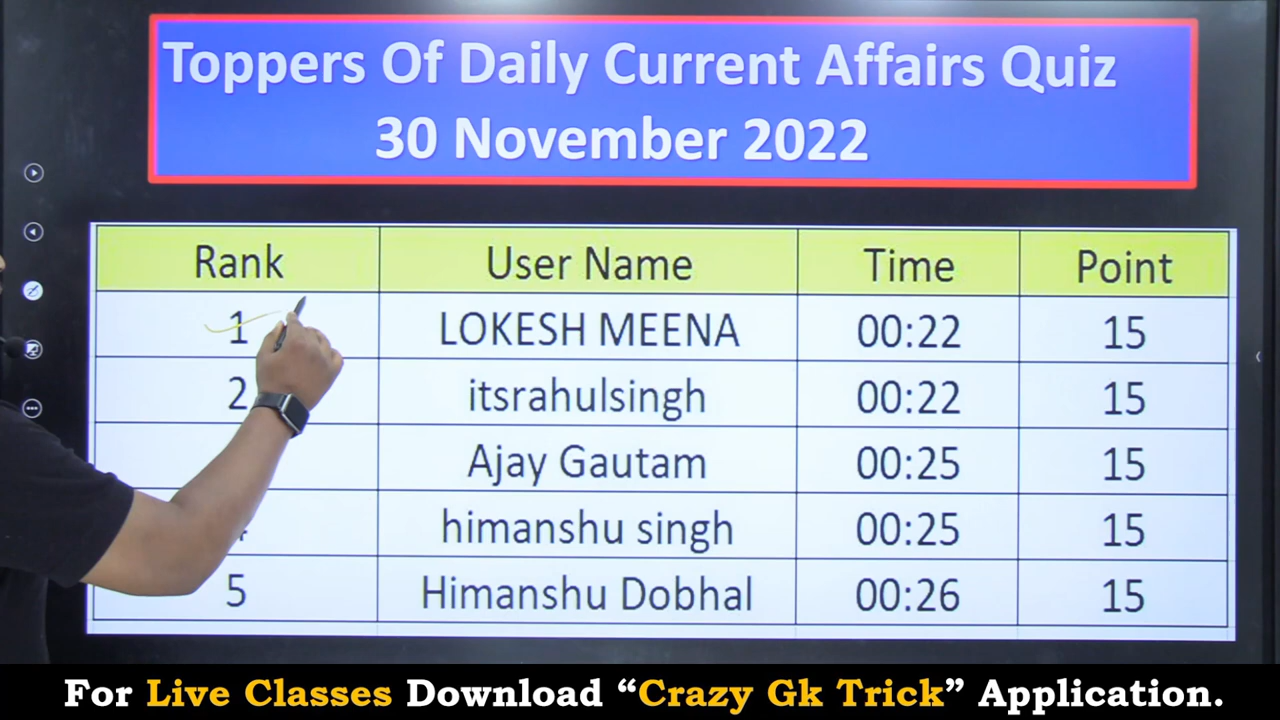 Toppers Of Daily Current Affairs Quiz
30 November 2022
Rank User Name Time Point
1 LOKESH MEENA 00:22 15
2 itsrahulsingh 00:22 15
Ajay Gautam 00:25 15
himanshu singh 00:25 15
5 Himanshu Dobhal 00:26 15
For Live Classes Download “Crazy Gk Trick” Application.